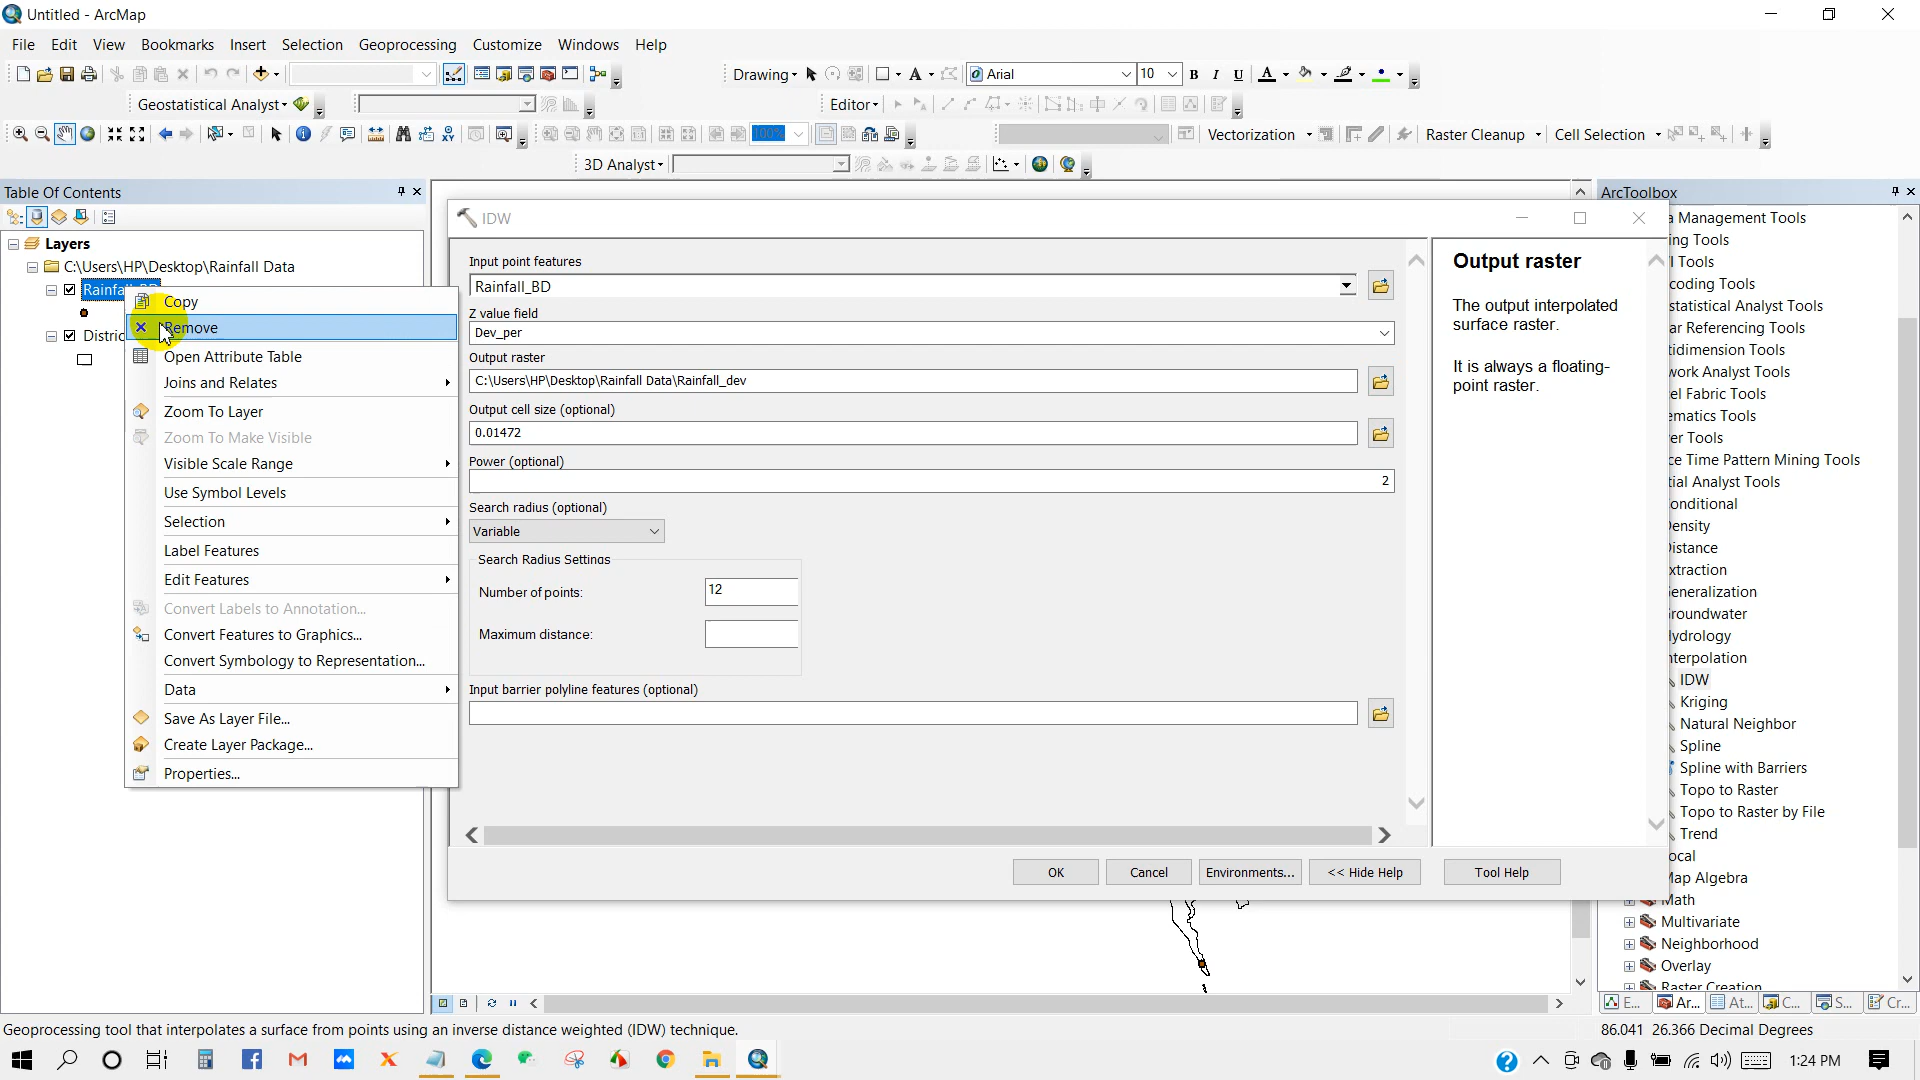 Untitled - ArcMap
File Edit View Bookmarks Insert Selection Geoprocessing Customize Windows Help
Drawing Arial 10 B I U A
Geostatistical Analyst Editor
100% Vectorization Raster Cleanup Cell Selection
3D Analyst
Table Of Contents
Layers
C:\Users\HP\Desktop\Rainfall Data
Copy
Remove
Open Attribute Table
Joins and Relates
Zoom To Layer
Zoom To Make Visible
Visible Scale Range
Use Symbol Levels
Selection
Label Features
Edit Features
Convert Labels to Annotation...
Convert Features to Graphics...
Convert Symbology to Representation...
Data
Save As Layer File...
Create Layer Package...
Properties...
IDW
Input point features
Rainfall_BD
Z value field
Dev_per
Output raster
C:\Users\HP\Desktop\Rainfall Data\Rainfall_dev
Output cell size (optional)
0.01472
Power (optional)
2
Search radius (optional)
Variable
Search Radius Settings
Number of points: 12
Maximum distance:
Input barrier polyline features (optional)
OK Cancel Environments... << Hide Help Tool Help
Output raster
The output interpolated
surface raster.
It is always a floating-
point raster.
ArcToolbox
a Management Tools
ing Tools
Tools
coding Tools
statistical Analyst Tools
ar Referencing Tools
tidimension Tools
work Analyst Tools
el Fabric Tools
ematics Tools
er Tools
ce Time Pattern Mining Tools
tial Analyst Tools
onditional
ensity
istance
xtraction
eneralization
roundwater
ydrology
nterpolation
IDW
Kriging
Natural Neighbor
Spline
Spline with Barriers
Topo to Raster
Topo to Raster by File
Trend
ocal
Map Algebra
Math
Multivariate
Neighborhood
Overlay
Raster Creation
E... Ar... At... C... S... Cr...
Geoprocessing tool that interpolates a surface from points using an inverse distance weighted (IDW) technique.
86.041 26.366 Decimal Degrees
1:24 PM